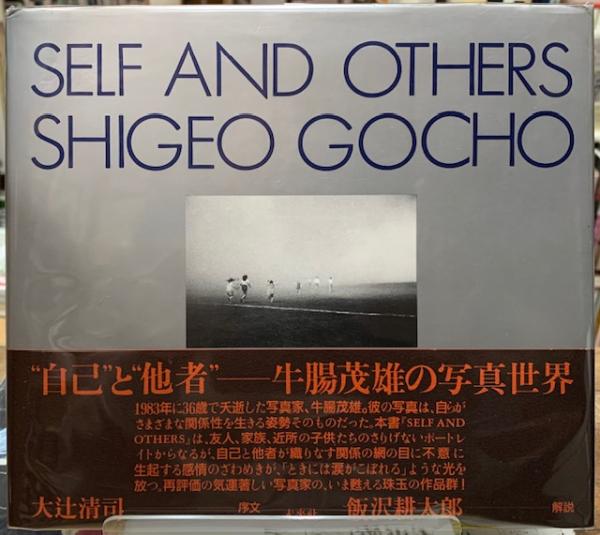 SELF AND OTHERS
SHIGEO GOCHO
“自己”と“他者”──牛腸茂雄の写真世界
1983年に36歳で夭逝した写真家、牛腸茂雄。彼の写真は、自らが
さまざまな関係性を生きる姿勢そのものだった。本書『SELF AND
OTHERS』は、友人、家族、近所の子供たちのさりげないポートレ
イトからなるが、自己と他者が織りなす関係の網の目に不意に
生起する感情のざわめきが、「ときには涙がこぼれる」ような光を
放つ。再評価の気運著しい写真家の、いま甦える珠玉の作品群!
大辻清司 序文 未來社 飯沢耕太郎 解説